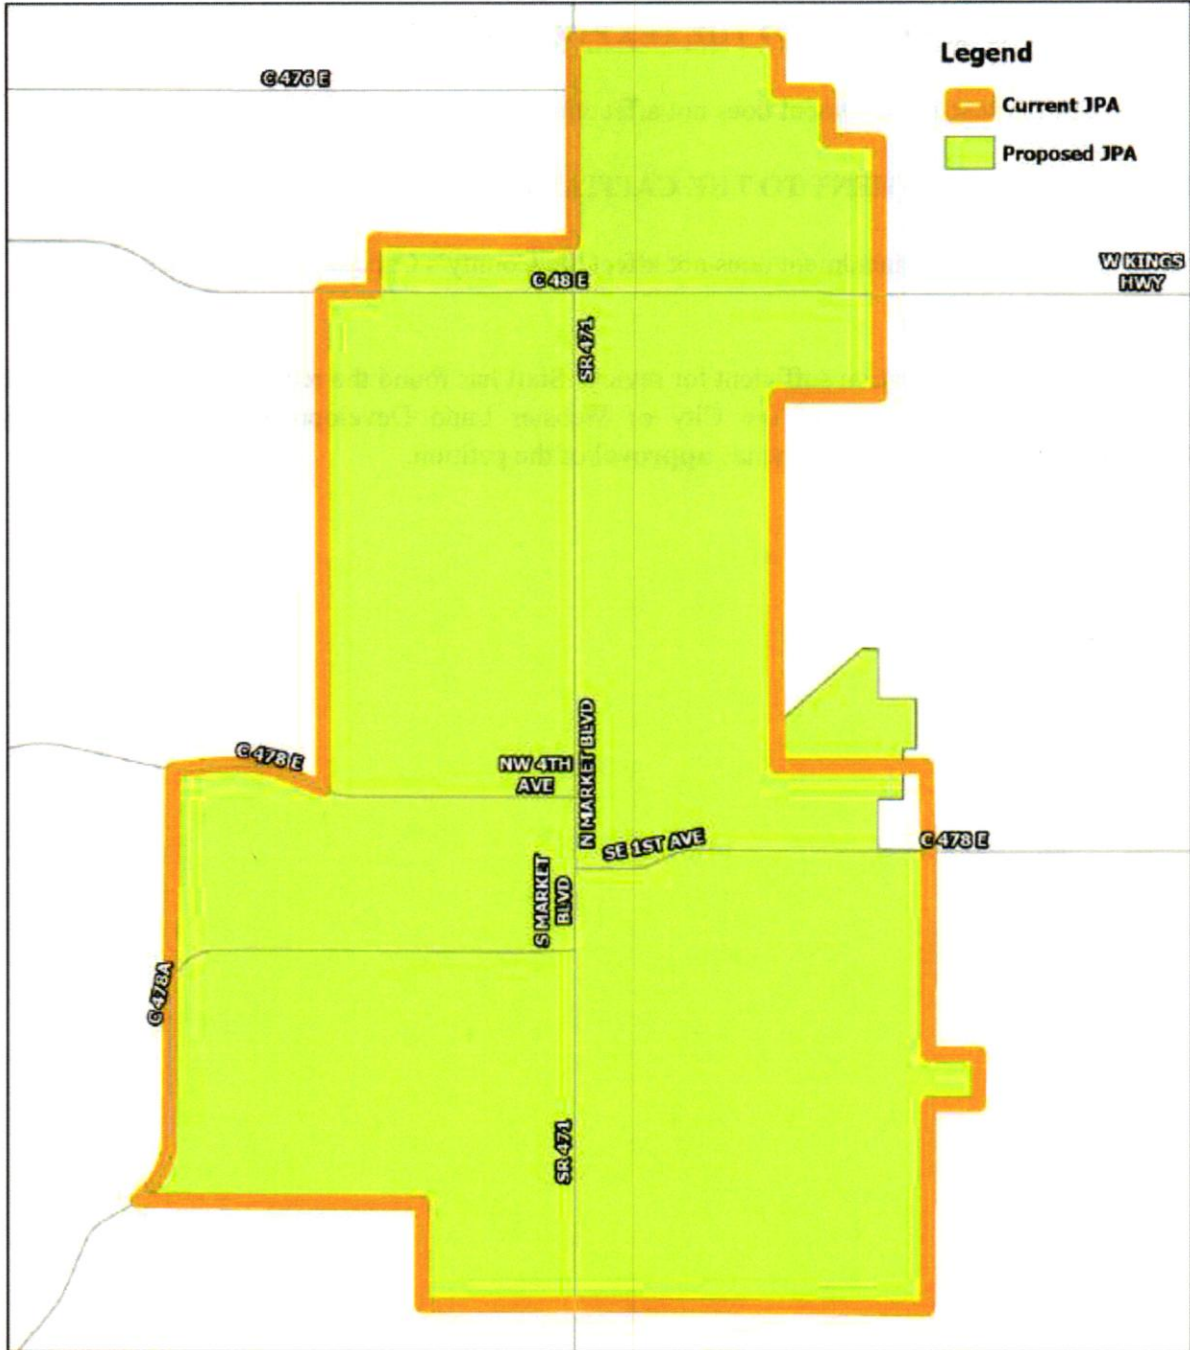 Legend
Current JPA
Proposed JPA
C 476 E
W KINGS
HWY
C 48 E
SR 471
N MARKET BLVD
C 478 E
NW 4TH
AVE
SE 1ST AVE
C 478 E
S MARKET
BLVD
C 478A
SR 471